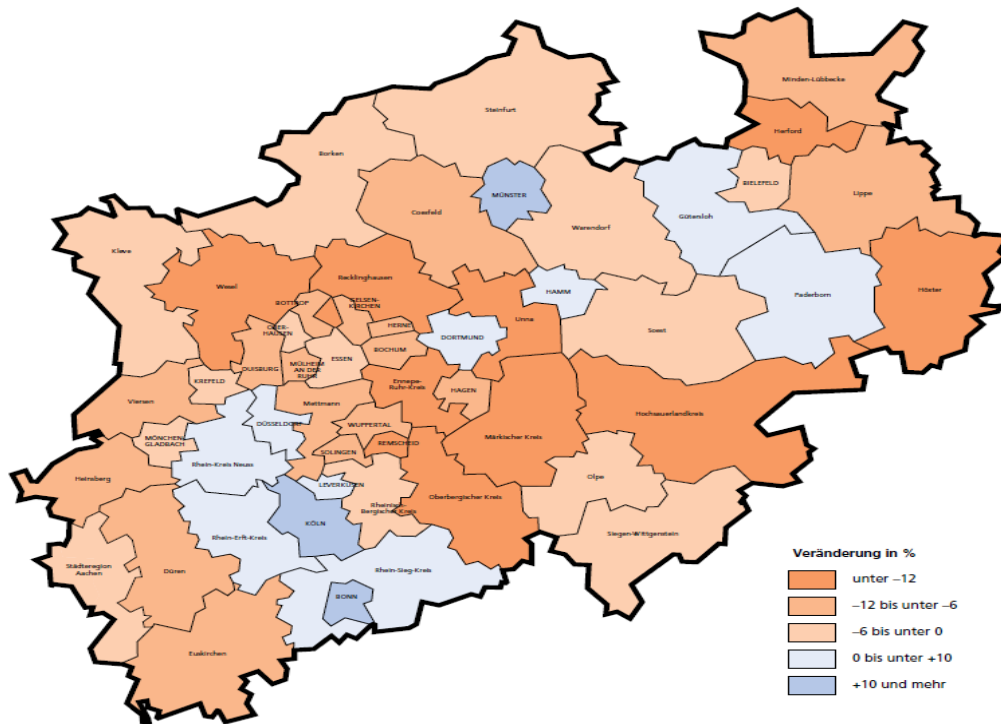 Minden-Lübbecke
Steinfurt
Herford
Borken
BIELEFELD
Lippe
MÜNSTER
Coesfeld
Gütersloh
Warendorf
Kleve
Recklinghausen
Wesel
HAMM
Paderborn
Höxter
BOTTROP
GELSEN-
KIRCHEN
Unna
OBER-
HAUSEN
HERNE
Soest
DORTMUND
ESSEN
BOCHUM
DUISBURG
MÜLHEIM
AN DER
RUHR
KREFELD
Ennepe-
Ruhr-Kreis
HAGEN
Viersen
Mettmann
Hochsauerlandkreis
DÜSSELDORF
WUPPERTAL
Märkischer Kreis
MÖNCHEN-
GLADBACH
REMSCHEID
SOLINGEN
Rhein-Kreis Neuss
Heinsberg
LEVERKUSEN
Olpe
Oberbergischer Kreis
Rheinisch-
Bergischer Kreis
KÖLN
Rhein-Erft-Kreis
Siegen-Wittgenstein
Städteregion
Aachen
Düren
Rhein-Sieg-Kreis
BONN
Euskirchen
Veränderung in %
unter –12
–12 bis unter –6
–6 bis unter 0
0 bis unter +10
+10 und mehr